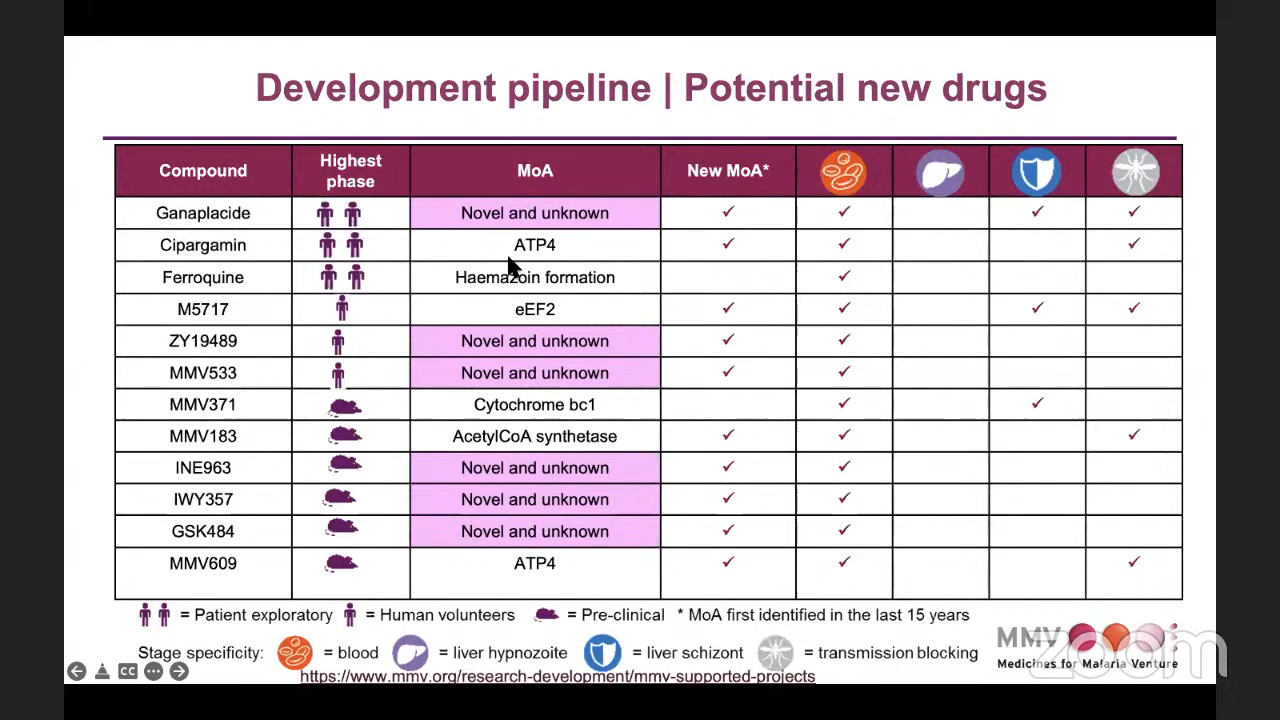 Development pipeline | Potential new drugs
Compound Highest phase MoA New MoA*
Ganaplacide Novel and unknown ✓ ✓ ✓ ✓
Cipargamin ATP4 ✓ ✓ ✓
Ferroquine Haemazoin formation ✓
M5717 eEF2 ✓ ✓ ✓ ✓
ZY19489 Novel and unknown ✓ ✓
MMV533 Novel and unknown ✓ ✓
MMV371 Cytochrome bc1 ✓ ✓
MMV183 AcetylCoA synthetase ✓ ✓ ✓
INE963 Novel and unknown ✓ ✓
IWY357 Novel and unknown ✓ ✓
GSK484 Novel and unknown ✓ ✓
MMV609 ATP4 ✓ ✓ ✓
= Patient exploratory = Human volunteers = Pre-clinical * MoA first identified in the last 15 years
Stage specificity: = blood = liver hypnozoite = liver schizont = transmission blocking
MMV
Medicines for Malaria Venture
zoom
CC
https://www.mmv.org/research-development/mmv-supported-projects